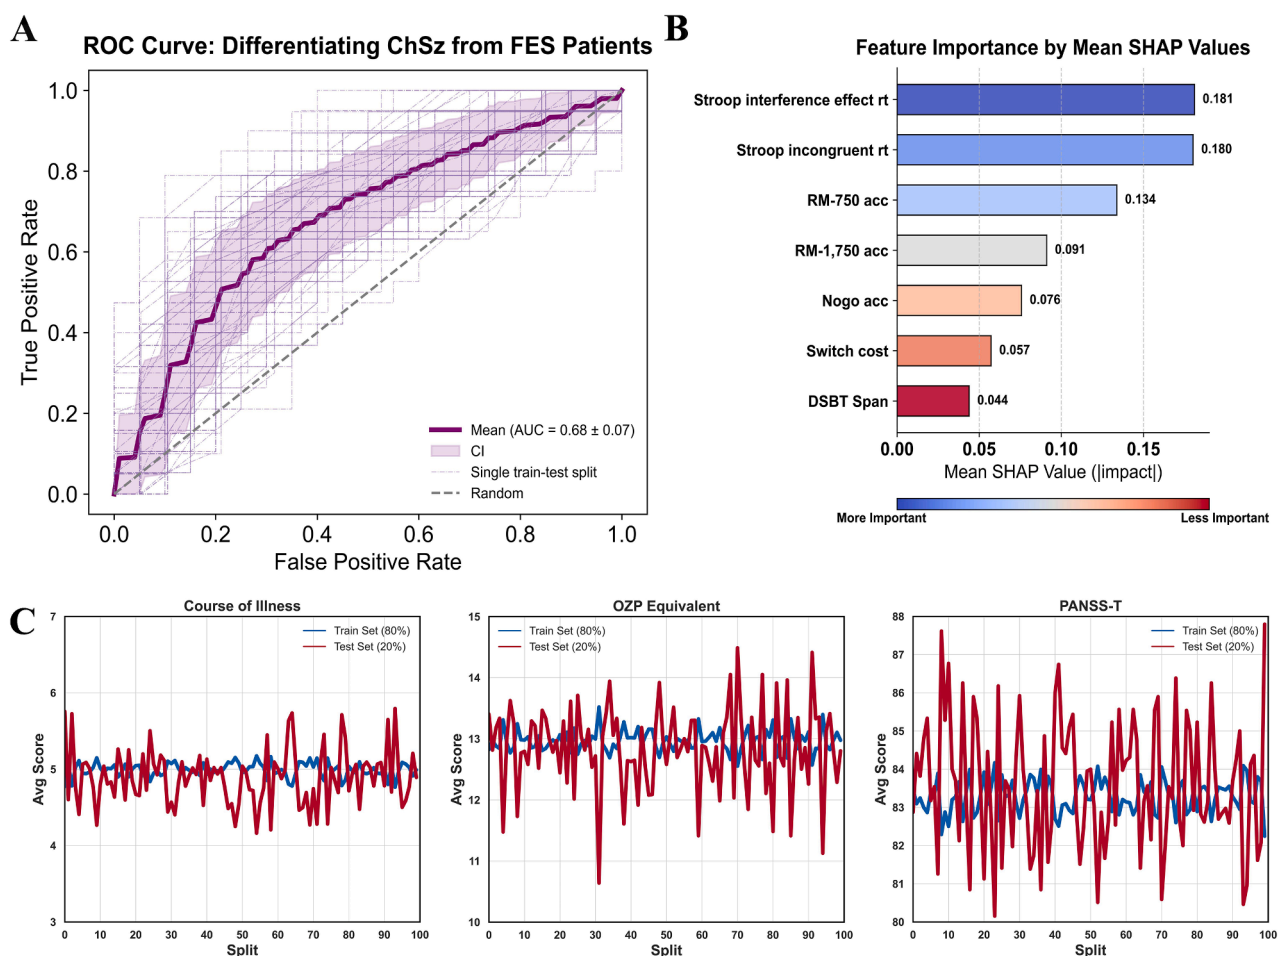 A
ROC Curve: Differentiating ChSz from FES Patients
True Positive Rate
1.0
0.8
0.6
0.4
0.2
0.0
Mean (AUC = 0.68 ± 0.07)
CI
Single train-test split
Random
0.0 0.2 0.4 0.6 0.8 1.0
False Positive Rate
B
Feature Importance by Mean SHAP Values
Stroop interference effect rt 0.181
Stroop incongruent rt 0.180
RM-750 acc 0.134
RM-1,750 acc 0.091
Nogo acc 0.076
Switch cost 0.057
DSBT Span 0.044
0.00 0.05 0.10 0.15
Mean SHAP Value (|impact|)
More Important Less Important
C
Course of Illness
Avg Score
7
6
5
4
3
Train Set (80%)
Test Set (20%)
0 10 20 30 40 50 60 70 80 90 100
Split
OZP Equivalent
Avg Score
15
14
13
12
11
10
Train Set (80%)
Test Set (20%)
0 10 20 30 40 50 60 70 80 90 100
Split
PANSS-T
Avg Score
88
87
86
85
84
83
82
81
80
Train Set (80%)
Test Set (20%)
0 10 20 30 40 50 60 70 80 90 100
Split